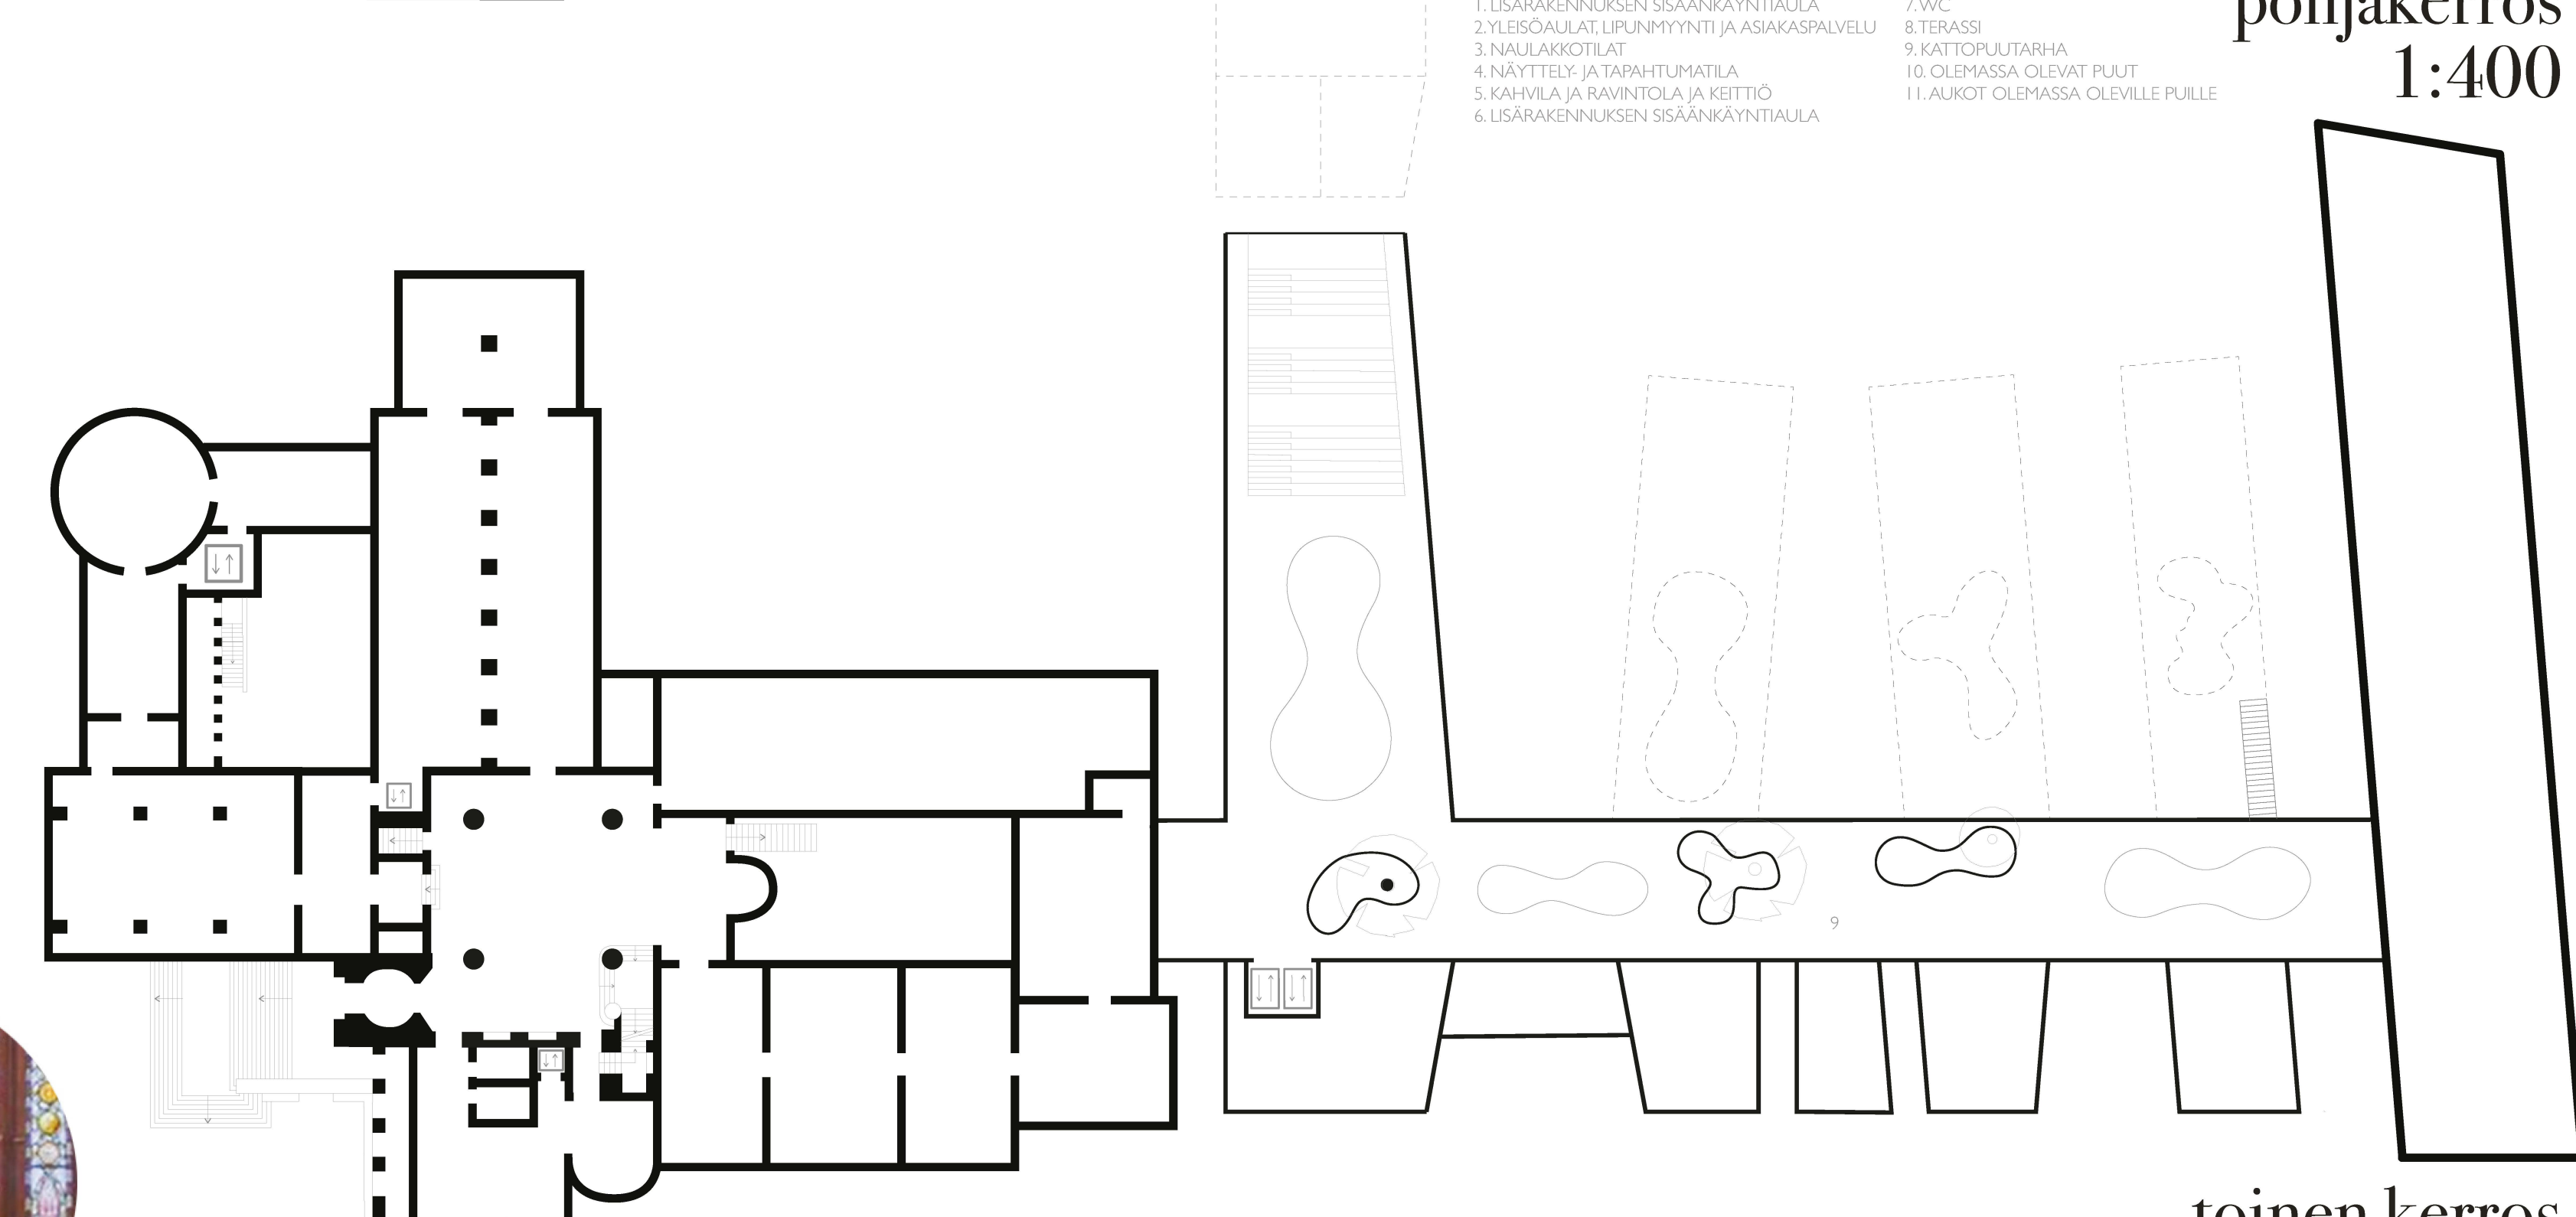 1. LISÄRAKENNUKSEN SISÄÄNKÄYNTIAULA
2. YLEISÖAULAT, LIPUNMYYNTI JA ASIAKASPALVELU
3. NAULAKKOTILAT
4. NÄYTTELY- JA TAPAHTUMATILA
5. KAHVILA JA RAVINTOLA JA KEITTIÖ
6. LISÄRAKENNUKSEN SISÄÄNKÄYNTIAULA
7. WC
8. TERASSI
9. KATTOPUUTARHA
10. OLEMASSA OLEVAT PUUT
11. AUKOT OLEMASSA OLEVILLE PUILLE
pohjakerros
1:400
9
toinen kerros